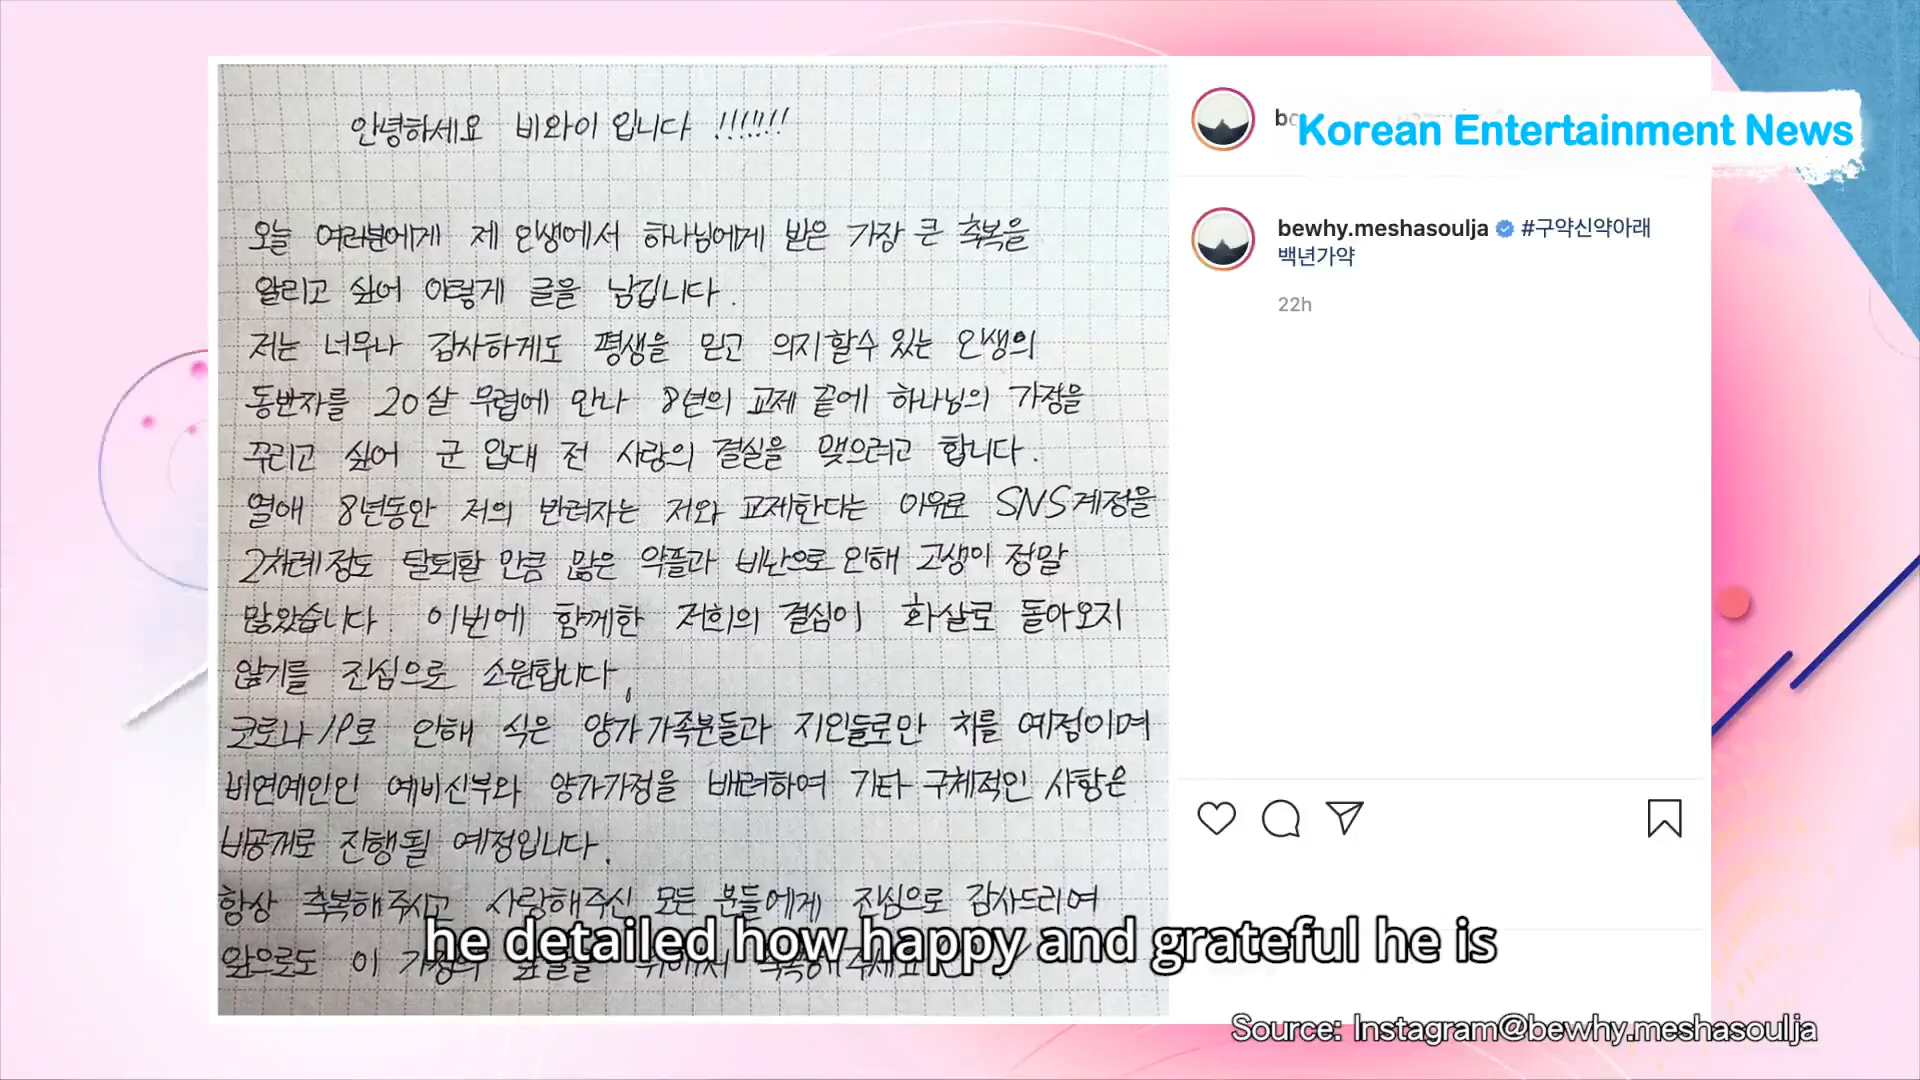 안녕하세요 비와이 입니다 !!!!!!!
오늘 여러분에게 제 인생에서 하나님에게 받은 가장 큰 축복을
알리고 싶어 이렇게 글을 남깁니다.
저는 너무나 감사하게도 평생을 믿고 의지할수 있는 인생의
동반자를 20살 무렵에 만나 8년의 교제 끝에 하나님의 가정을
꾸리고 싶어 군 입대 전 사랑의 결실을 맺으려고 합니다.
열애 8년동안 저의 반려자는 저와 교제한다는 이유로 SNS계정을
2차례정도 탈퇴할 만큼 많은 악플과 비난으로 인해 고생이 정말
많았습니다. 이번에 함께한 저희의 결심이 화살로 돌아오지
않기를 진심으로 소원합니다.
코로나19로 인해 식은 양가 가족분들과 지인들로만 치를 예정이며
비연예인인 예비신부와 양가가정을 배려하여 기타 구체적인 사항은
비공개로 진행될 예정입니다.
항상 축복해주시고 사랑해주신 모든 분들에게 진심으로 감사드리며
앞으로도 이
Korean Entertainment News
bewhy.meshasoulja #구약신약아래
백년가약
22h
he detailed how happy and grateful he is
Source: Instagram@bewhy.meshasoulja